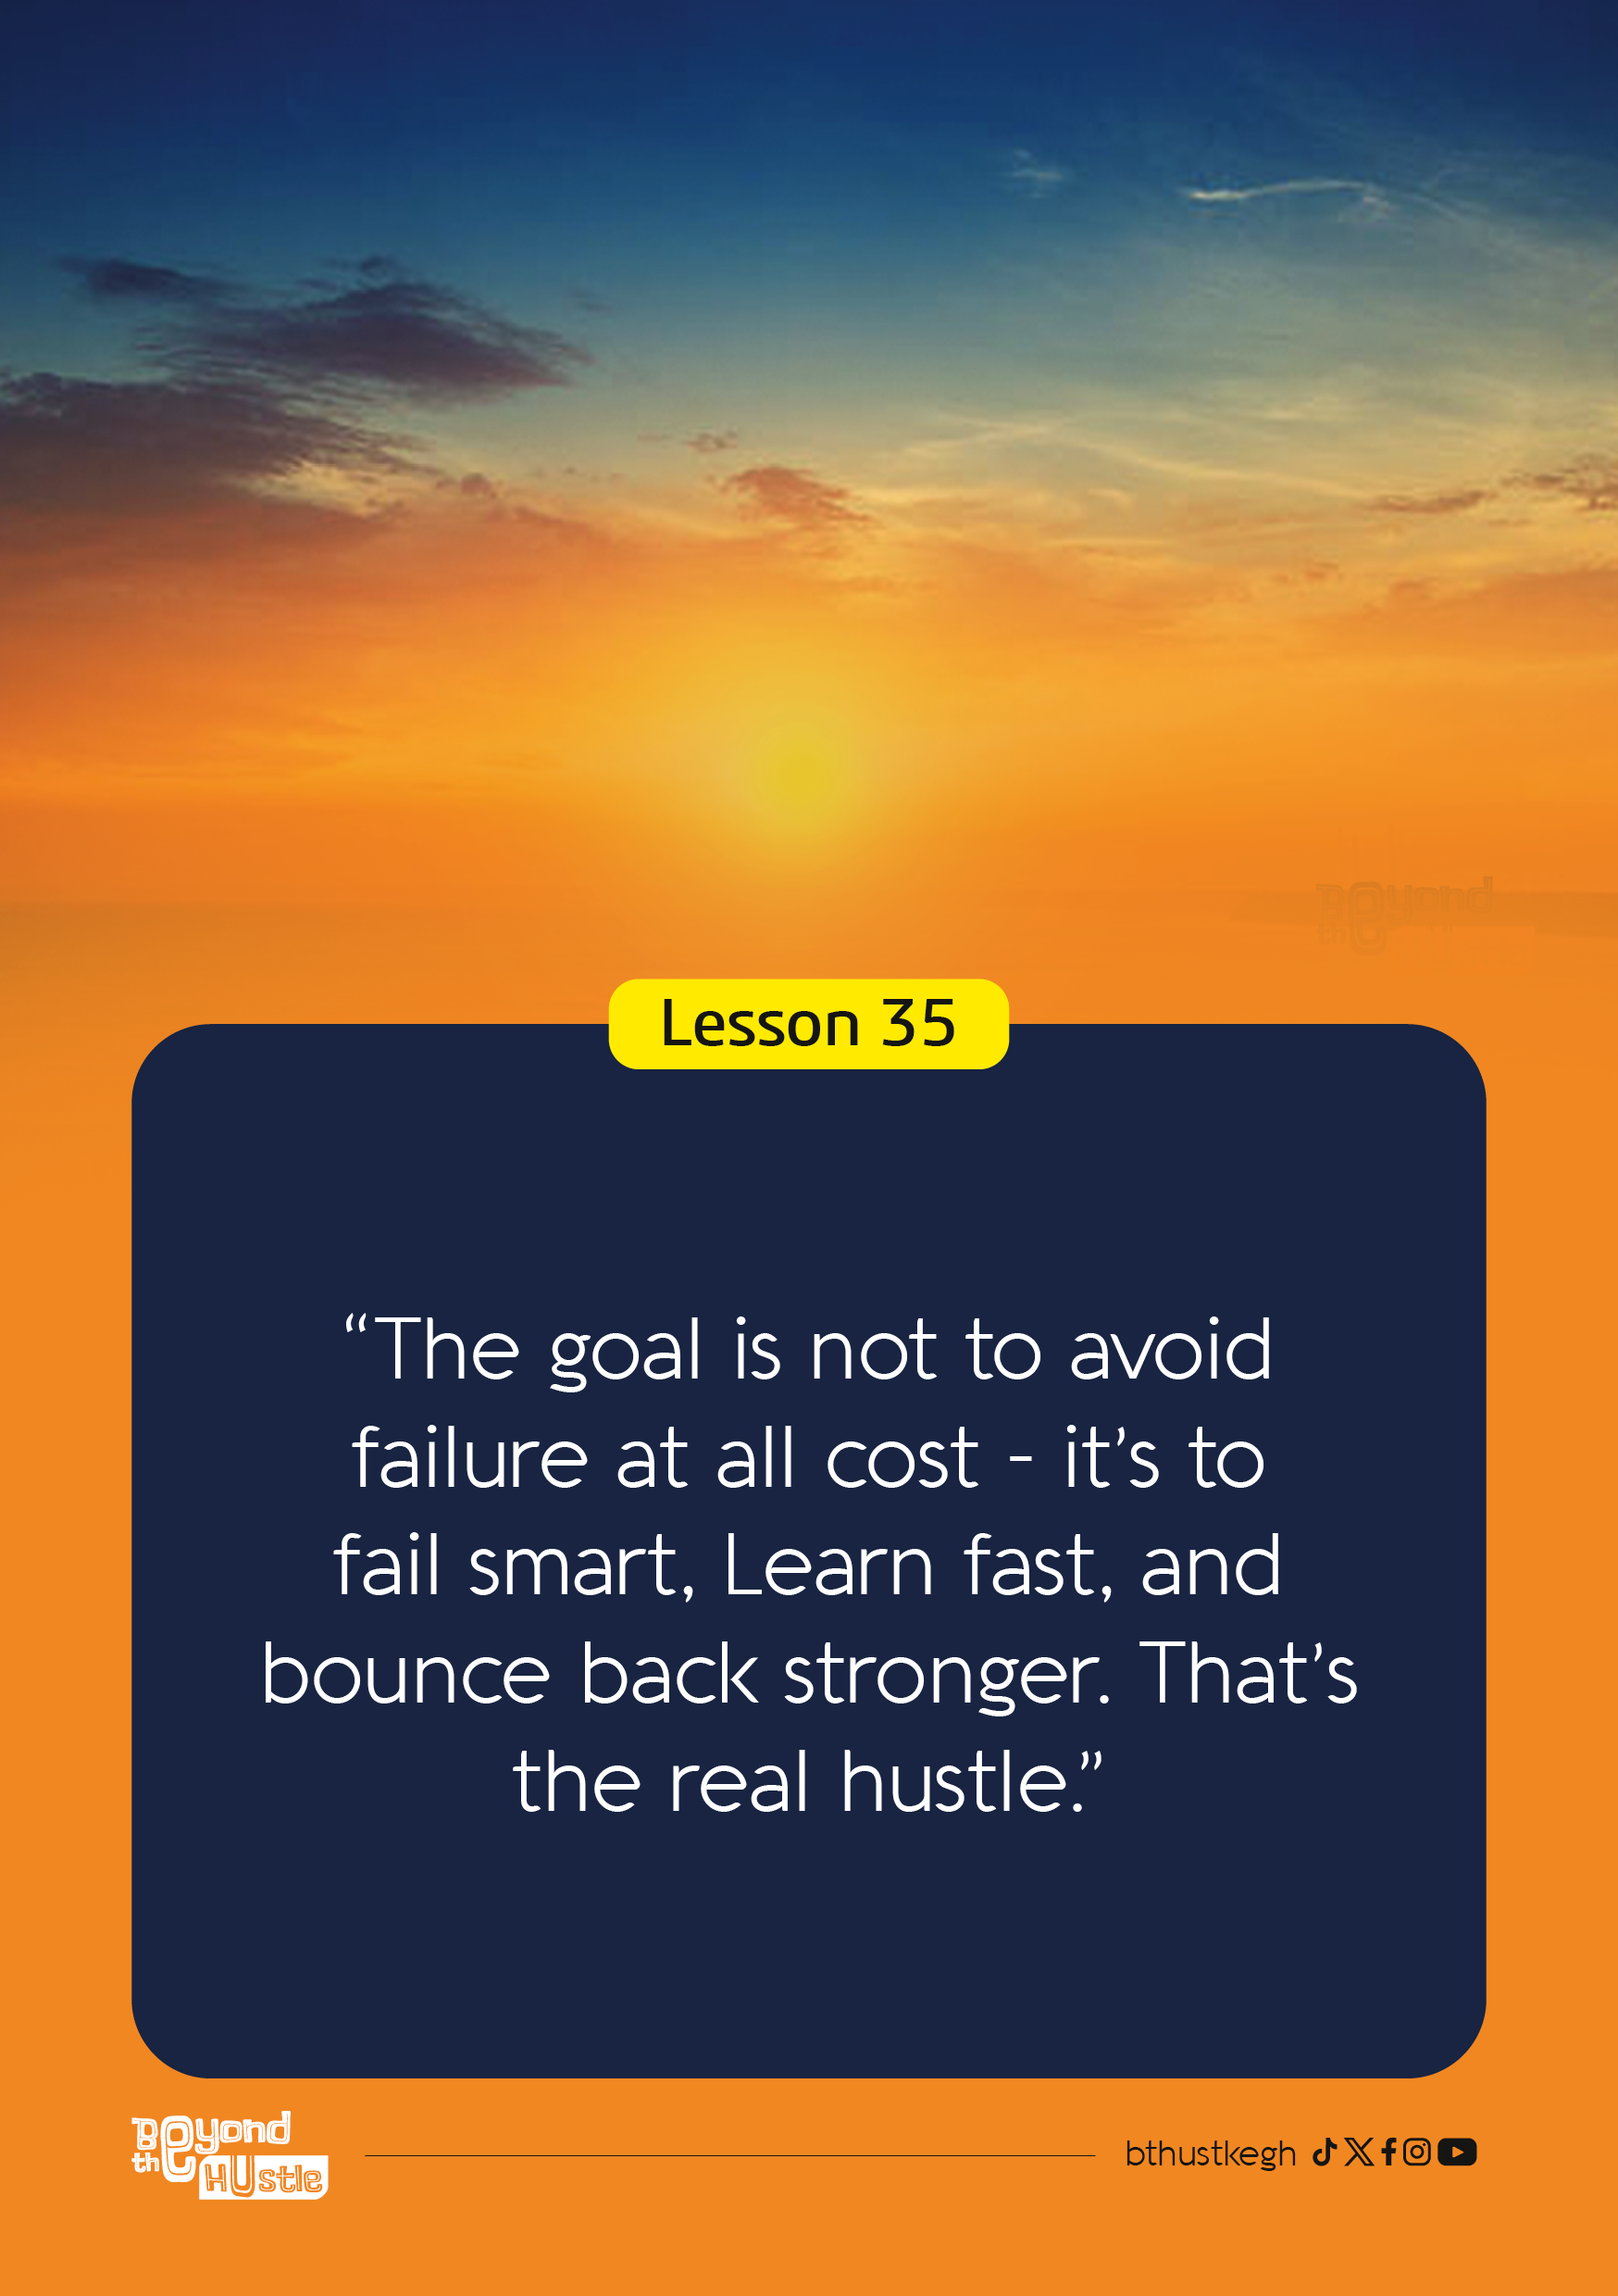 Beyond
th
Lesson 35
“The goal is not to avoid
failure at all cost - it’s to
fail smart, Learn fast, and
bounce back stronger. That’s
the real hustle.”
Beyond
the
HUstle
bthustkegh